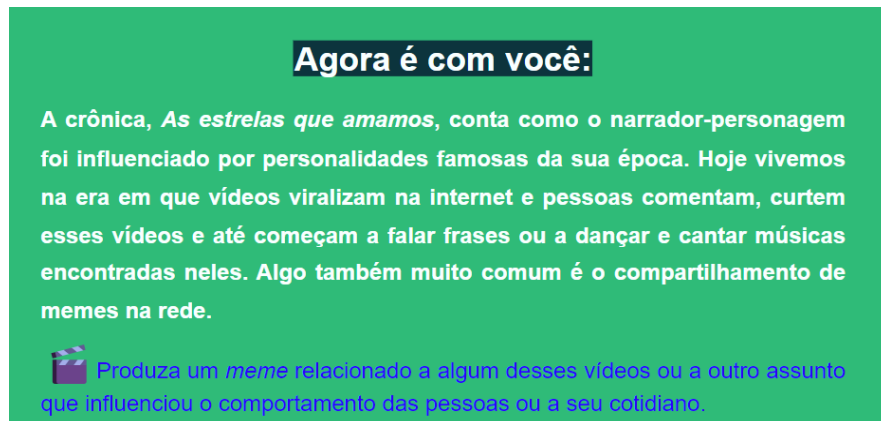 Agora é com você:
A crônica, As estrelas que amamos, conta como o narrador-personagem
foi influenciado por personalidades famosas da sua época. Hoje vivemos
na era em que vídeos viralizam na internet e pessoas comentam, curtem
esses vídeos e até começam a falar frases ou a dançar e cantar músicas
encontradas neles. Algo também muito comum é o compartilhamento de
memes na rede.
Produza um meme relacionado a algum desses vídeos ou a outro assunto
que influenciou o comportamento das pessoas ou a seu cotidiano.